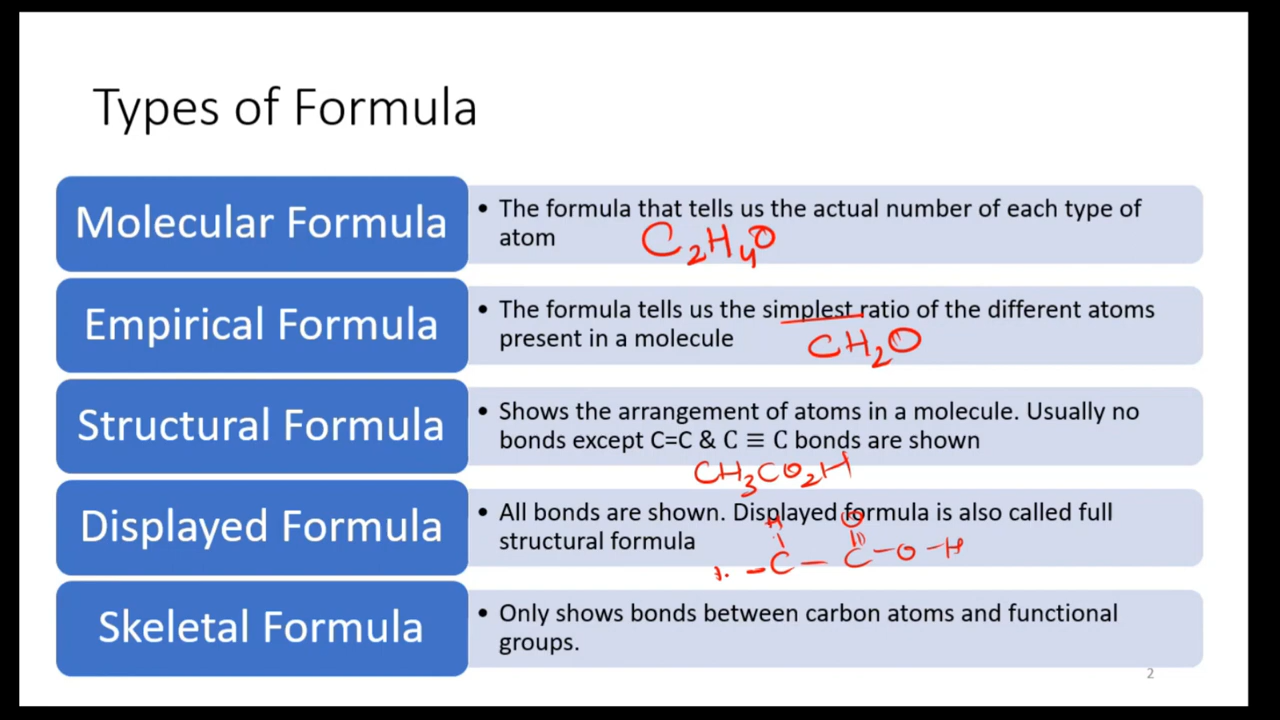 Types of Formula
Molecular Formula
• The formula that tells us the actual number of each type of
atom
C₂H₄O
Empirical Formula
• The formula tells us the simplest ratio of the different atoms
present in a molecule
CH₂O
Structural Formula
• Shows the arrangement of atoms in a molecule. Usually no
bonds except C=C & C ≡ C bonds are shown
CH₃CO₂H
Displayed Formula
• All bonds are shown. Displayed formula is also called full
structural formula
H O
– C – C – O – H
Skeletal Formula
• Only shows bonds between carbon atoms and functional
groups.
2